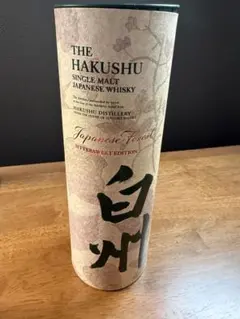 THE
HAKUSHU
SINGLE MALT
JAPANESE WHISKY
HAKUSHU DISTILLERY
Japanese Forest
BITTERSWEET EDITION
白州